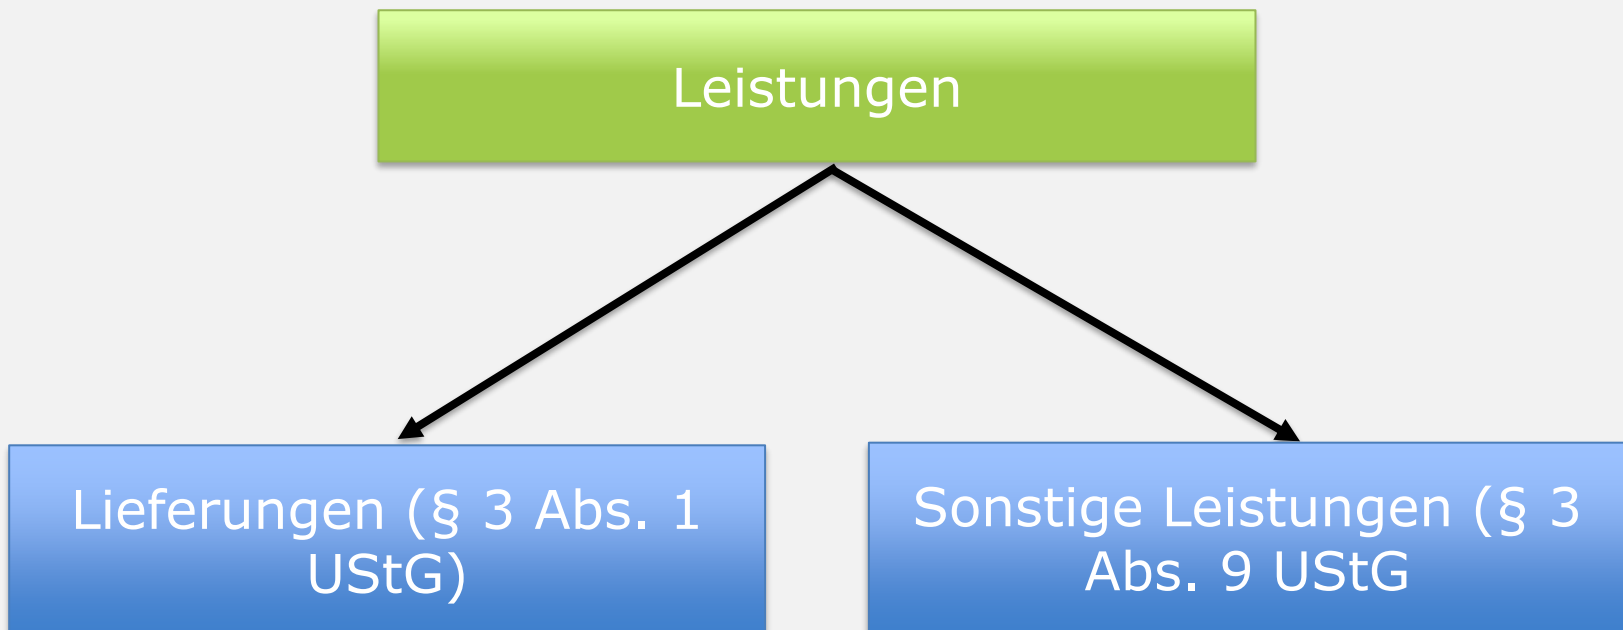 Leistungen
Lieferungen (§ 3 Abs. 1
UStG)
Sonstige Leistungen (§ 3
Abs. 9 UStG